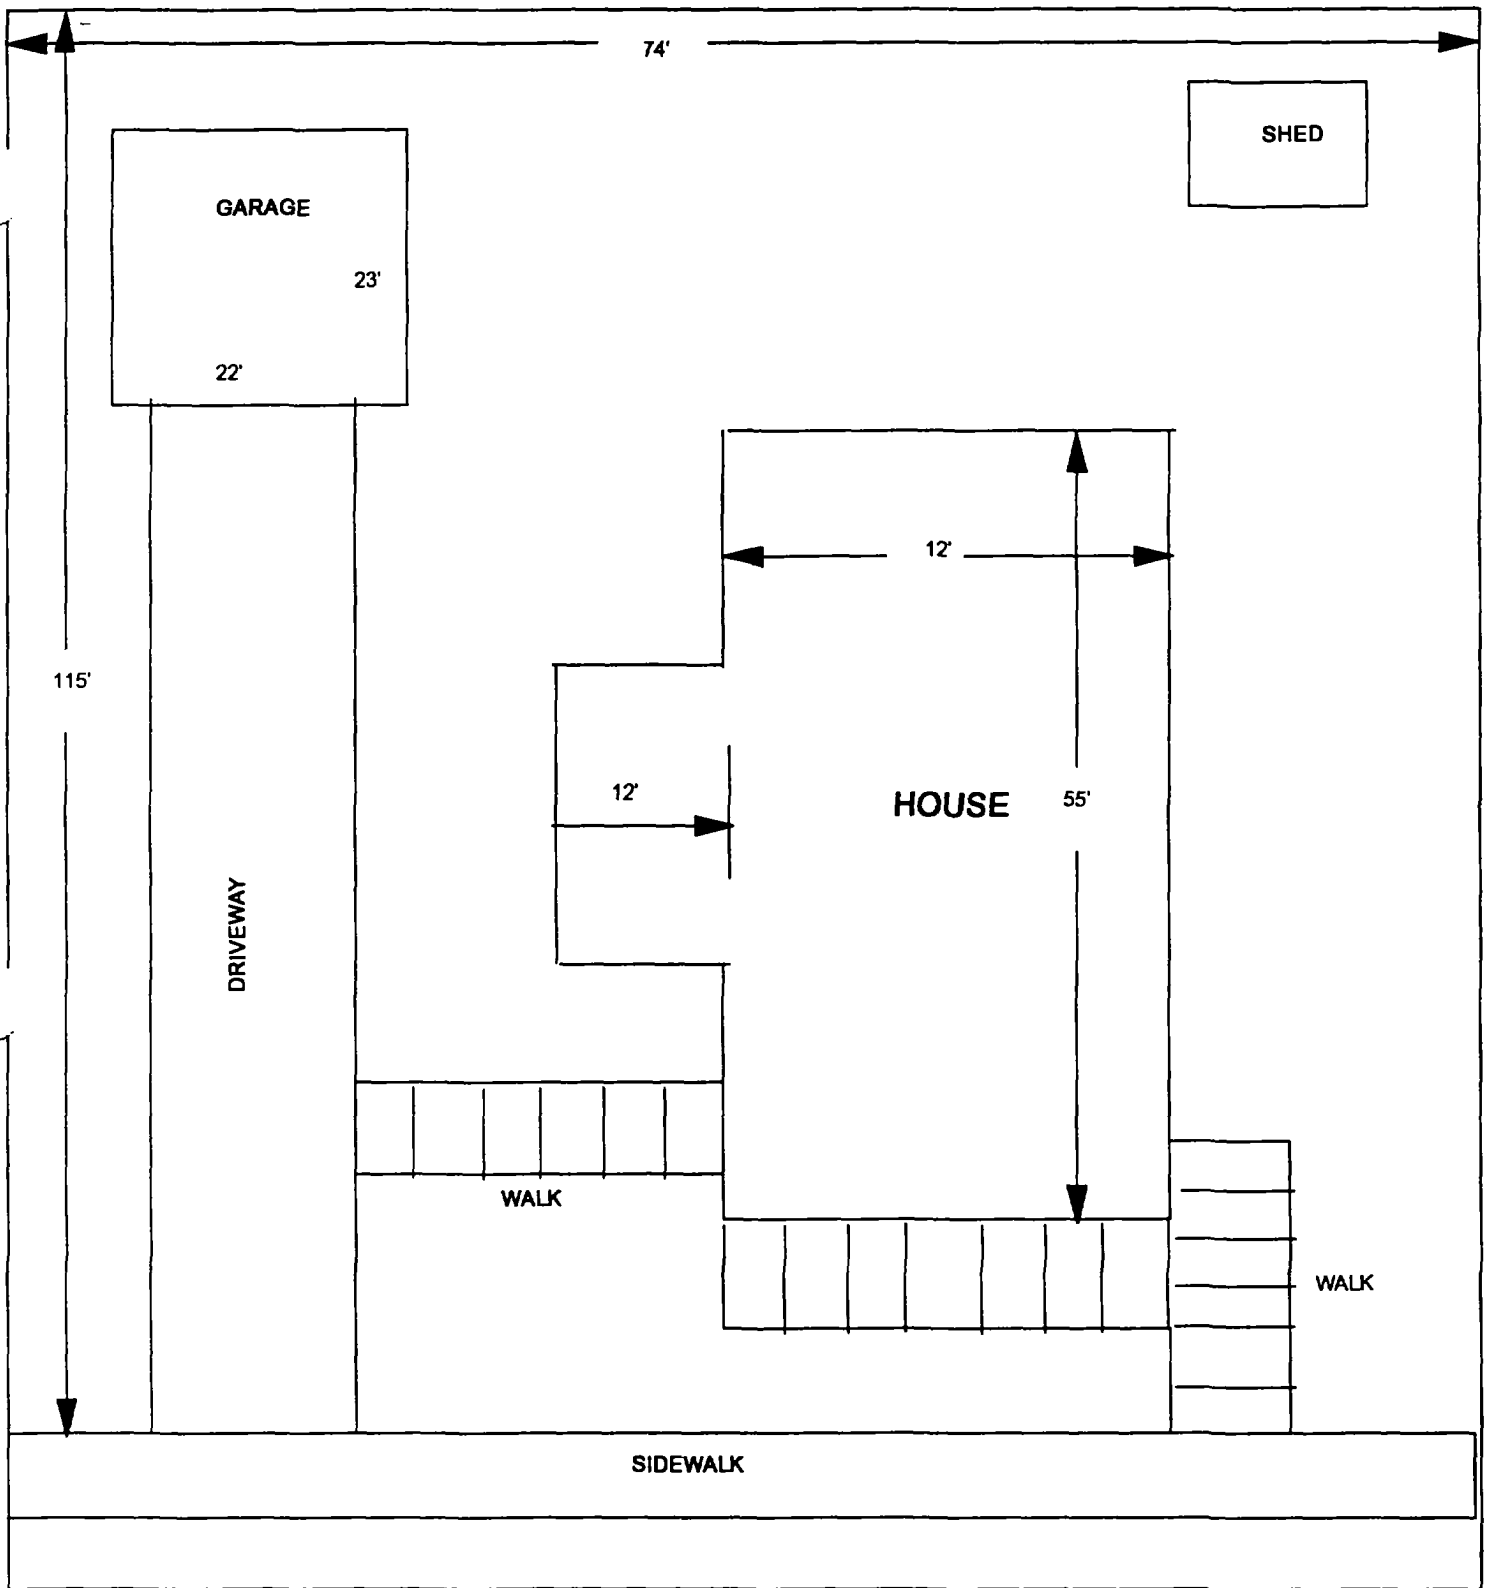 74'
SHED
GARAGE
23'
22'
12'
115'
12'
HOUSE
55'
DRIVEWAY
WALK
WALK
SIDEWALK